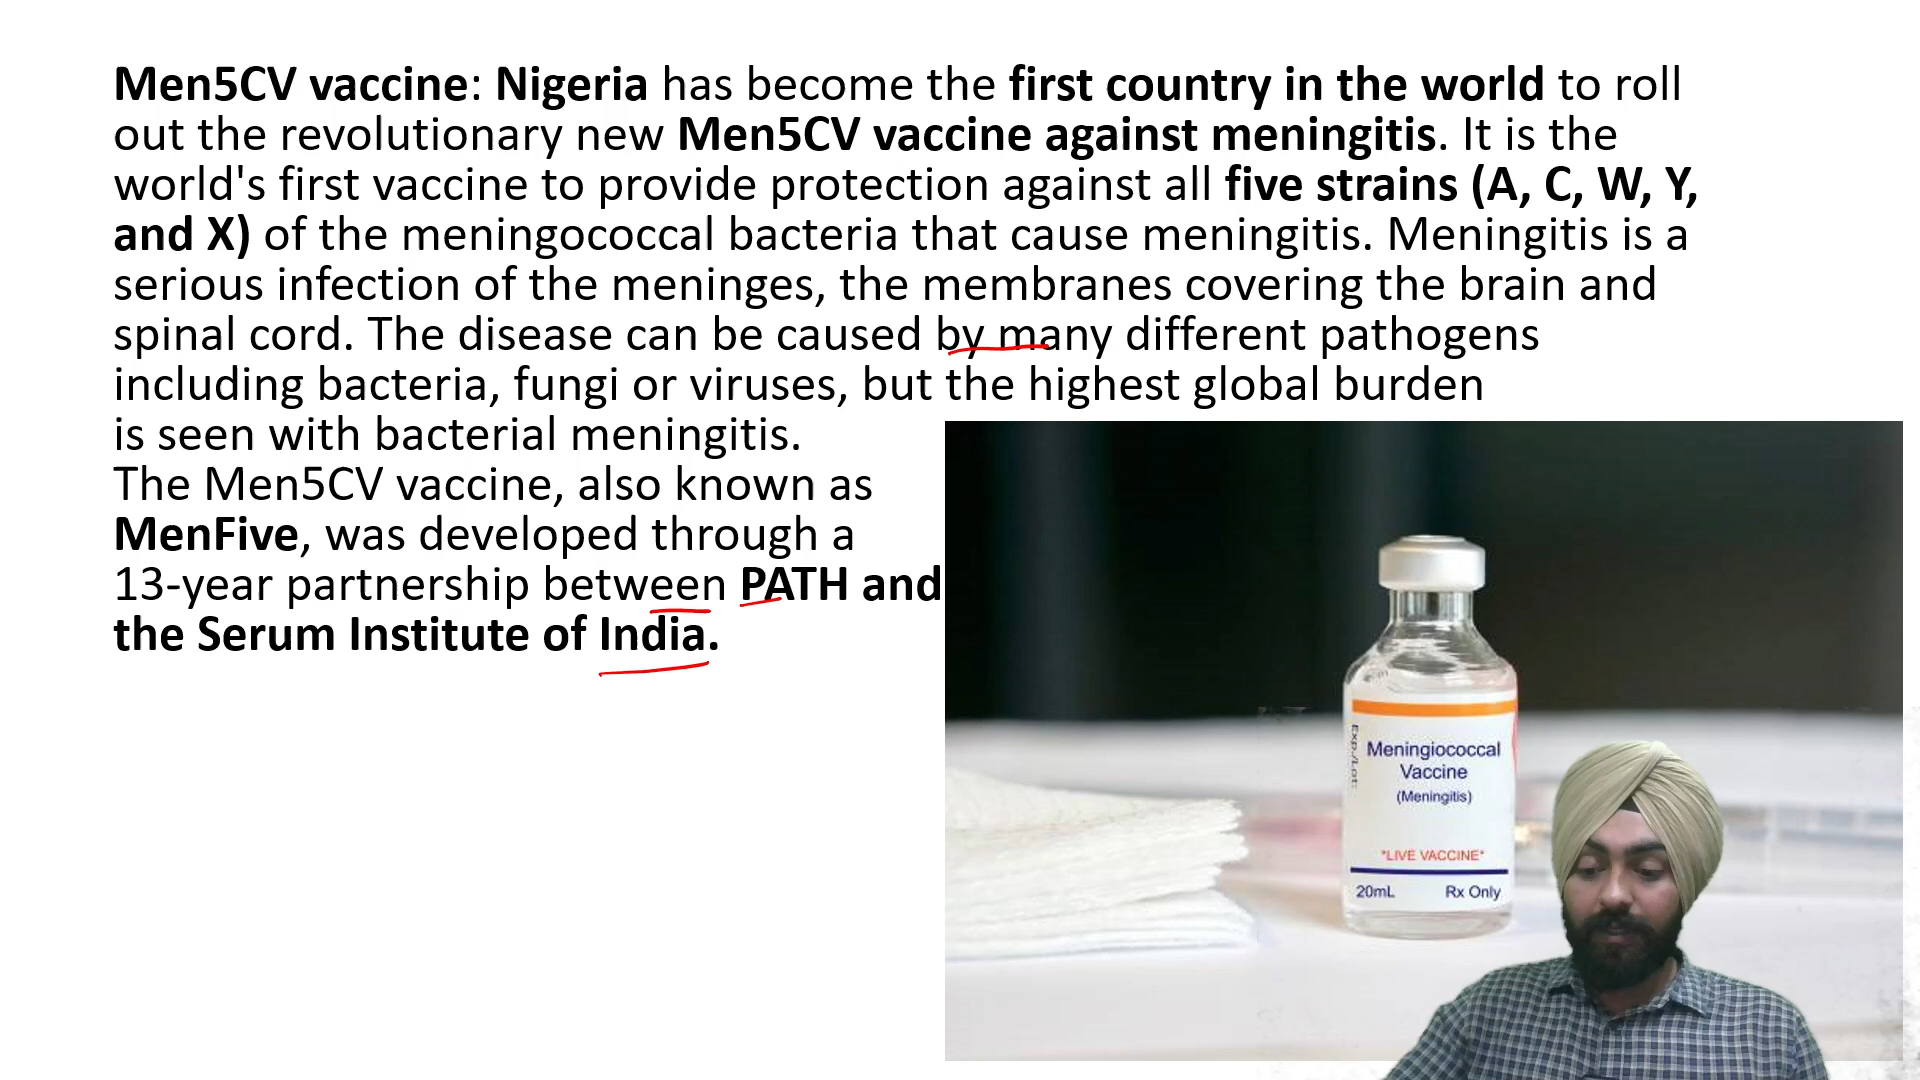 Men5CV vaccine: Nigeria has become the first country in the world to roll
out the revolutionary new Men5CV vaccine against meningitis. It is the
world's first vaccine to provide protection against all five strains (A, C, W, Y,
and X) of the meningococcal bacteria that cause meningitis. Meningitis is a
serious infection of the meninges, the membranes covering the brain and
spinal cord. The disease can be caused by many different pathogens
including bacteria, fungi or viruses, but the highest global burden
is seen with bacterial meningitis.
The Men5CV vaccine, also known as
MenFive, was developed through a
13-year partnership between PATH and
the Serum Institute of India.
Exp./Lot:
Meningiococcal
Vaccine
(Meningitis)
*LIVE VACCINE*
20mL Rx Only